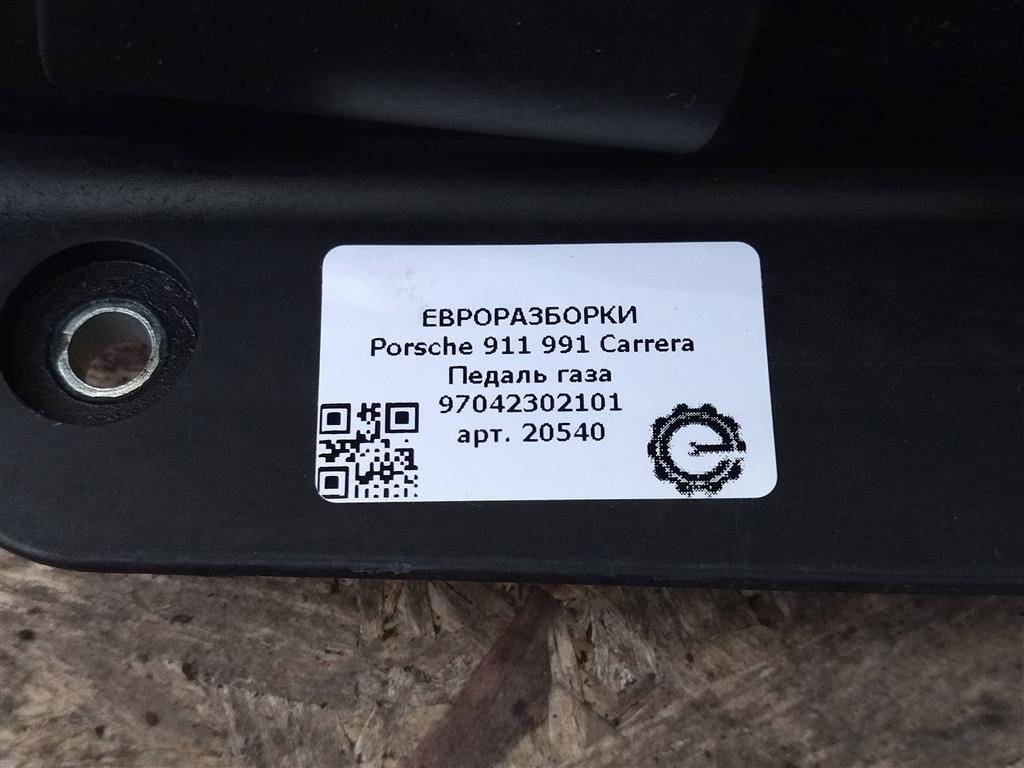 ЕВРОРАЗБОРКИ
Porsche 911 991 Carrera
Педаль газа
97042302101
арт. 20540